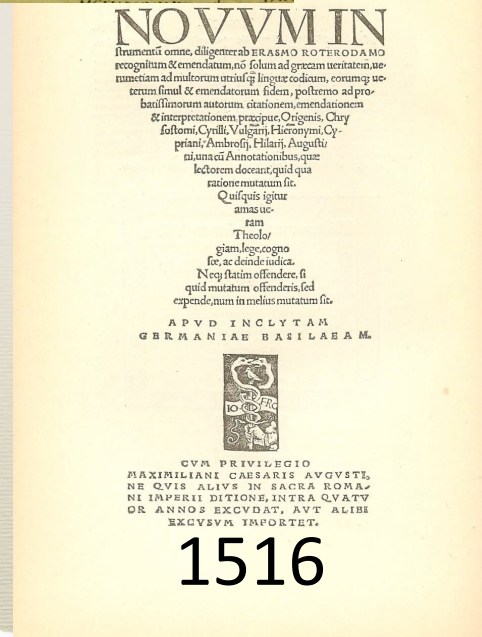 NOVVM IN
strumentū omne, diligenter ab ERASMO ROTERODAMO
recognitum & emendatum, nō solum ad græcam ueritatem, ue-
rumetiam ad multorum utriusq; linguæ codicum, eorumq; ue-
terum simul & emendatorum fidem, postremo ad pro-
batissimorum autorum citationem, emendationem
& interpretationem, præcipue, Origenis, Chry
sostomi, Cyrilli, Vulgarij, Hieronymi, Cy-
priani, Ambrosij, Hilarij, Augusti/
ni, una cū Annotationibus, quæ
lectorem doceant, quid qua
ratione mutatum sit.
Quisquis igitur
amas ue-
ram
Theolo/
giam, lege, cogno
sce, ac deinde iudica.
Neq; statim offendere, si
quid mutatum offenderis, sed
expende, num in melius mutatum sit.
APVD INCLYTAM
GERMANIAE BASILAEAM.
IO FRO
CVM PRIVILEGIO
MAXIMILIANI CAESARIS AVGVSTI,
NE QVIS ALIVS IN SACRA ROMA-
NI IMPERII DITIONE, INTRA QVATV
OR ANNOS EXCVDAT, AVT ALIBI
EXCVSVM IMPORTET.
1516